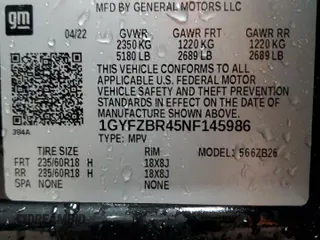 gm
MFD BY GENERAL MOTORS LLC
04/22 GVWR GAWR FRT GAWR RR
2350 KG 1220 KG 1220 KG
5180 LB 2689 LB 2689 LB
THIS VEHICLE CONFORMS TO ALL
APPLICABLE U.S. FEDERAL MOTOR
VEHICLE SAFETY, BUMPER, AND THEFT
PREVENTION STANDARDS IN EFFECT ON THE
DATE OF MANUFACTURE SHOWN ABOVE.
1GYFZBR45NF145986
384A TYPE: MPV
TIRE SIZE RIM MODEL: 566ZB26
FRT 235/60R18 H 18X8J
RR 235/60R18 H 18X8J
SPA NONE NONE